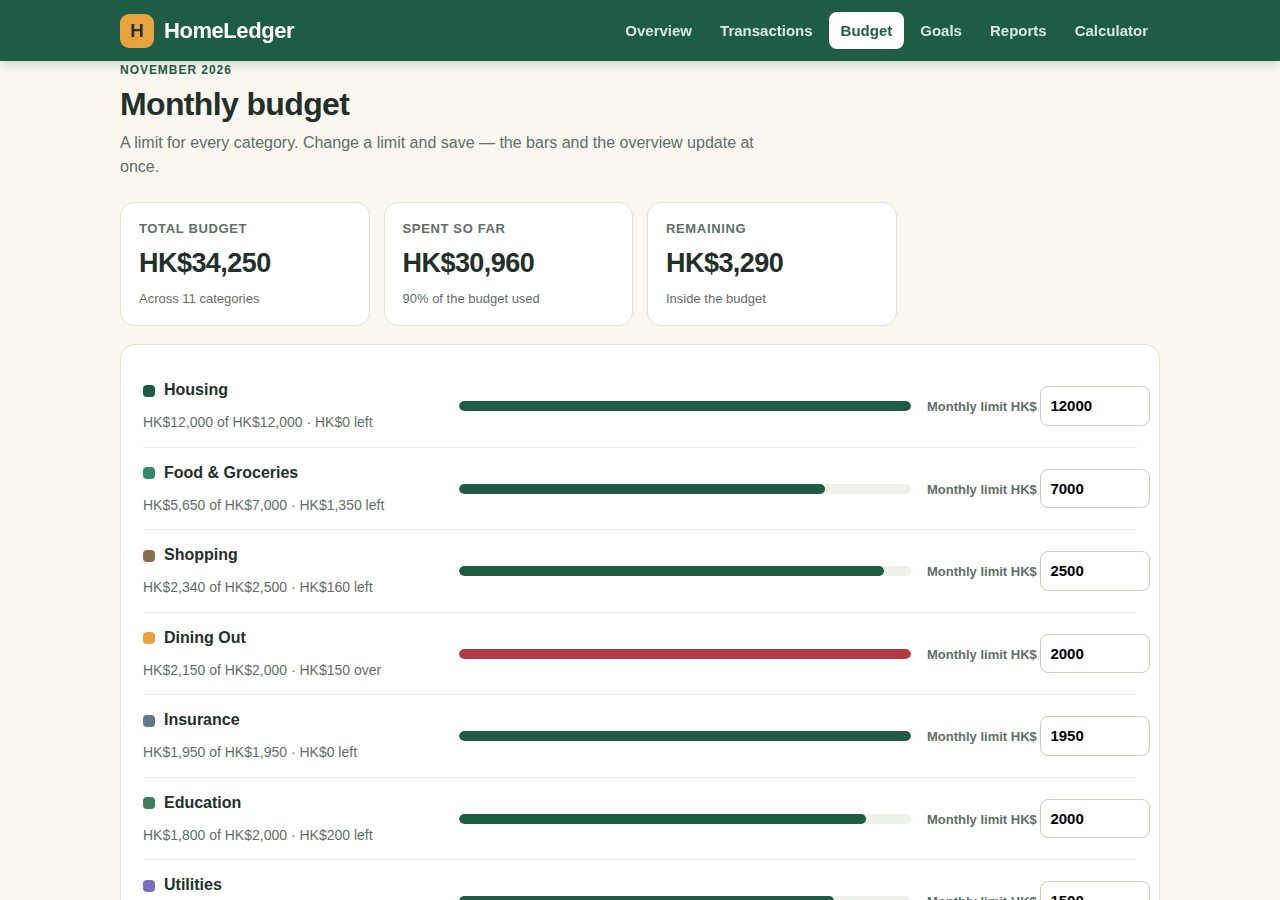 H HomeLedger Overview Transactions Budget Goals Reports Calculator
NOVEMBER 2026
Monthly budget
A limit for every category. Change a limit and save — the bars and the overview update at
once.
TOTAL BUDGET
HK$34,250
Across 11 categories
SPENT SO FAR
HK$30,960
90% of the budget used
REMAINING
HK$3,290
Inside the budget
Housing
HK$12,000 of HK$12,000 · HK$0 left
Monthly limit HK$ 12000
Food & Groceries
HK$5,650 of HK$7,000 · HK$1,350 left
Monthly limit HK$ 7000
Shopping
HK$2,340 of HK$2,500 · HK$160 left
Monthly limit HK$ 2500
Dining Out
HK$2,150 of HK$2,000 · HK$150 over
Monthly limit HK$ 2000
Insurance
HK$1,950 of HK$1,950 · HK$0 left
Monthly limit HK$ 1950
Education
HK$1,800 of HK$2,000 · HK$200 left
Monthly limit HK$ 2000
Utilities
Monthly limit HK$ 1500